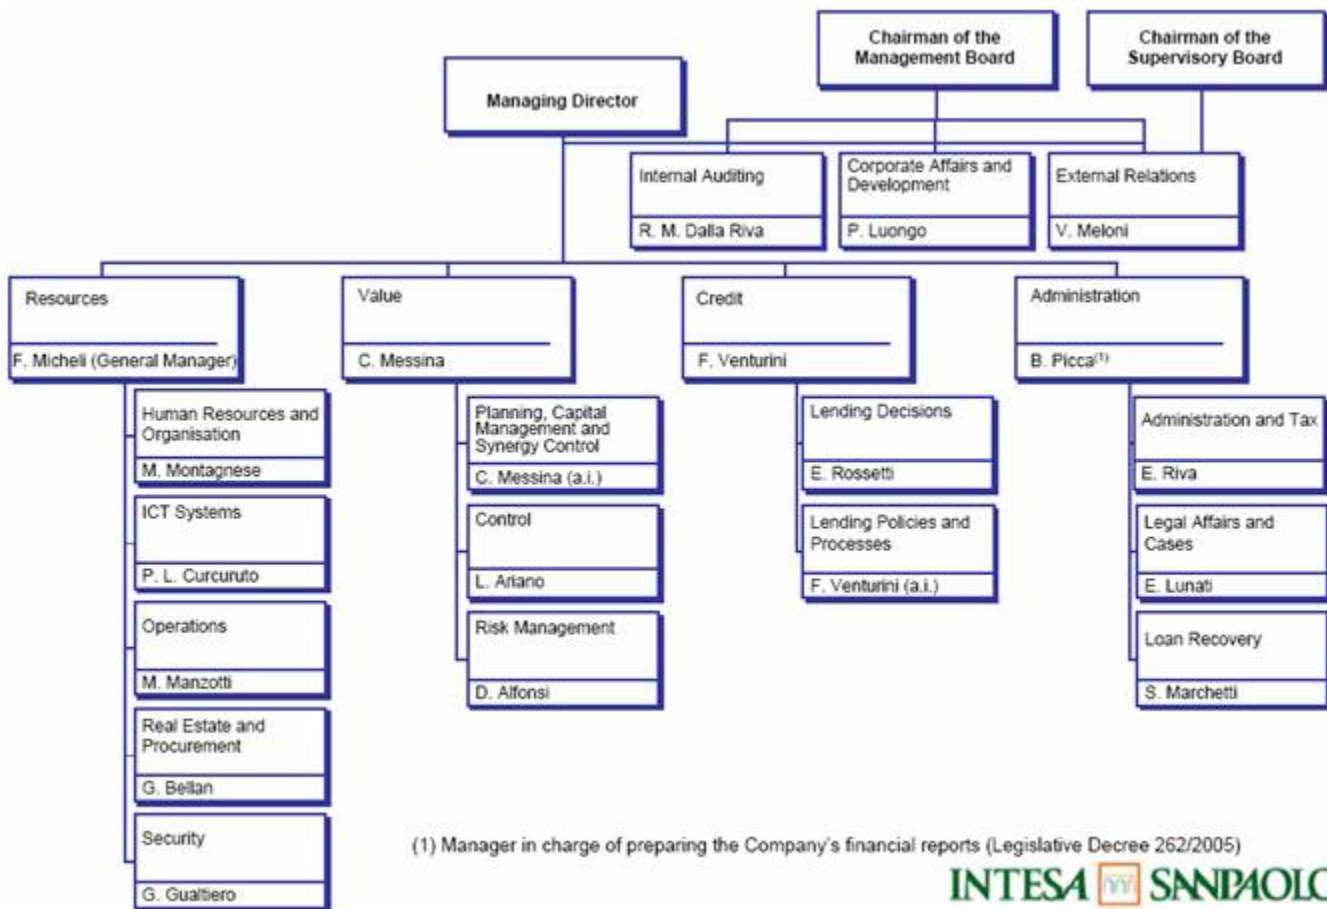 Chairman of the
Management Board
Chairman of the
Supervisory Board
Managing Director
Internal Auditing
R. M. Dalla Riva
Corporate Affairs and
Development
P. Luongo
External Relations
V. Meloni
Resources
F. Micheli (General Manager)
Value
C. Messina
Credit
F. Venturini
Administration
B. Picca(1)
Human Resources and
Organisation
M. Montagnese
ICT Systems
P. L. Curcuruto
Operations
M. Manzotti
Real Estate and
Procurement
G. Bellan
Security
G. Gualtiero
Planning, Capital
Management and
Synergy Control
C. Messina (a.i.)
Control
L. Ariano
Risk Management
D. Alfonsi
Lending Decisions
E. Rossetti
Lending Policies and
Processes
F. Venturini (a.i.)
Administration and Tax
E. Riva
Legal Affairs and
Cases
E. Lunati
Loan Recovery
S. Marchetti
(1) Manager in charge of preparing the Company's financial reports (Legislative Decree 262/2005)
INTESA SANPAOLO